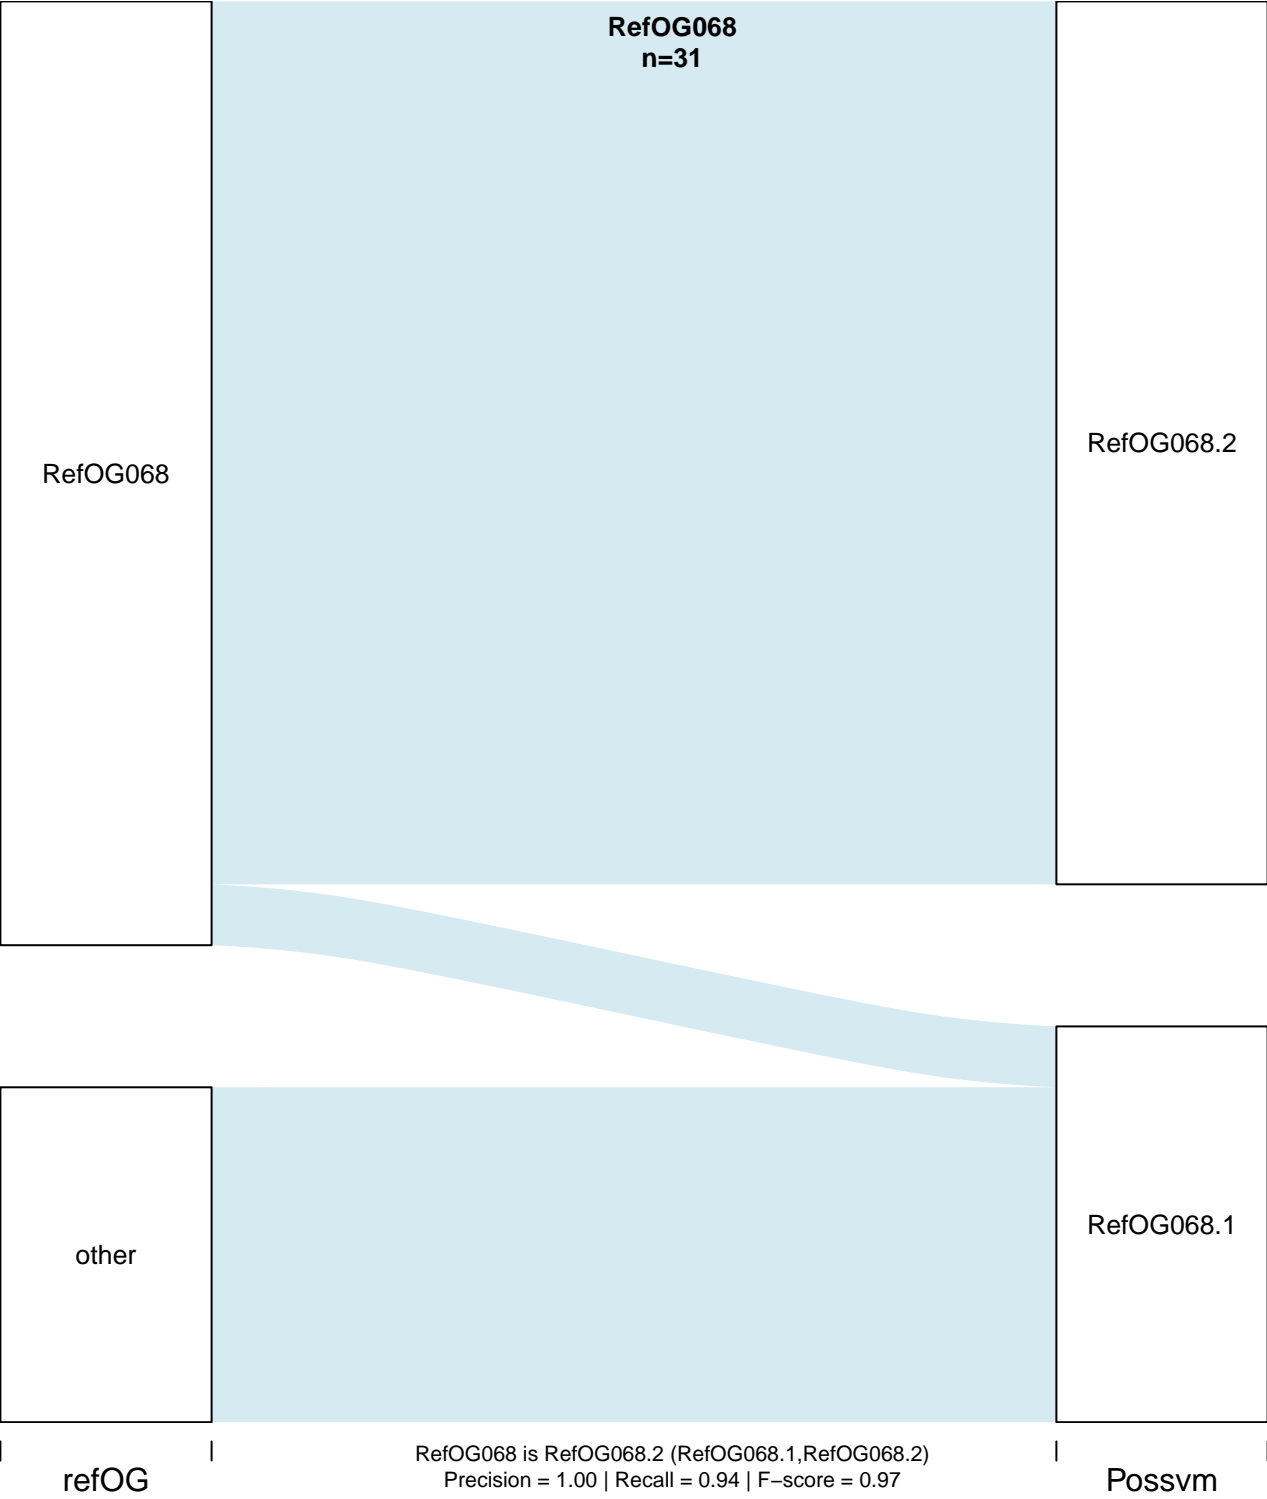 RefOG068
n=31
RefOG068
RefOG068.2
other
RefOG068.1
RefOG068 is RefOG068.2 (RefOG068.1,RefOG068.2)
Precision = 1.00 | Recall = 0.94 | F−score = 0.97
refOG
Possvm